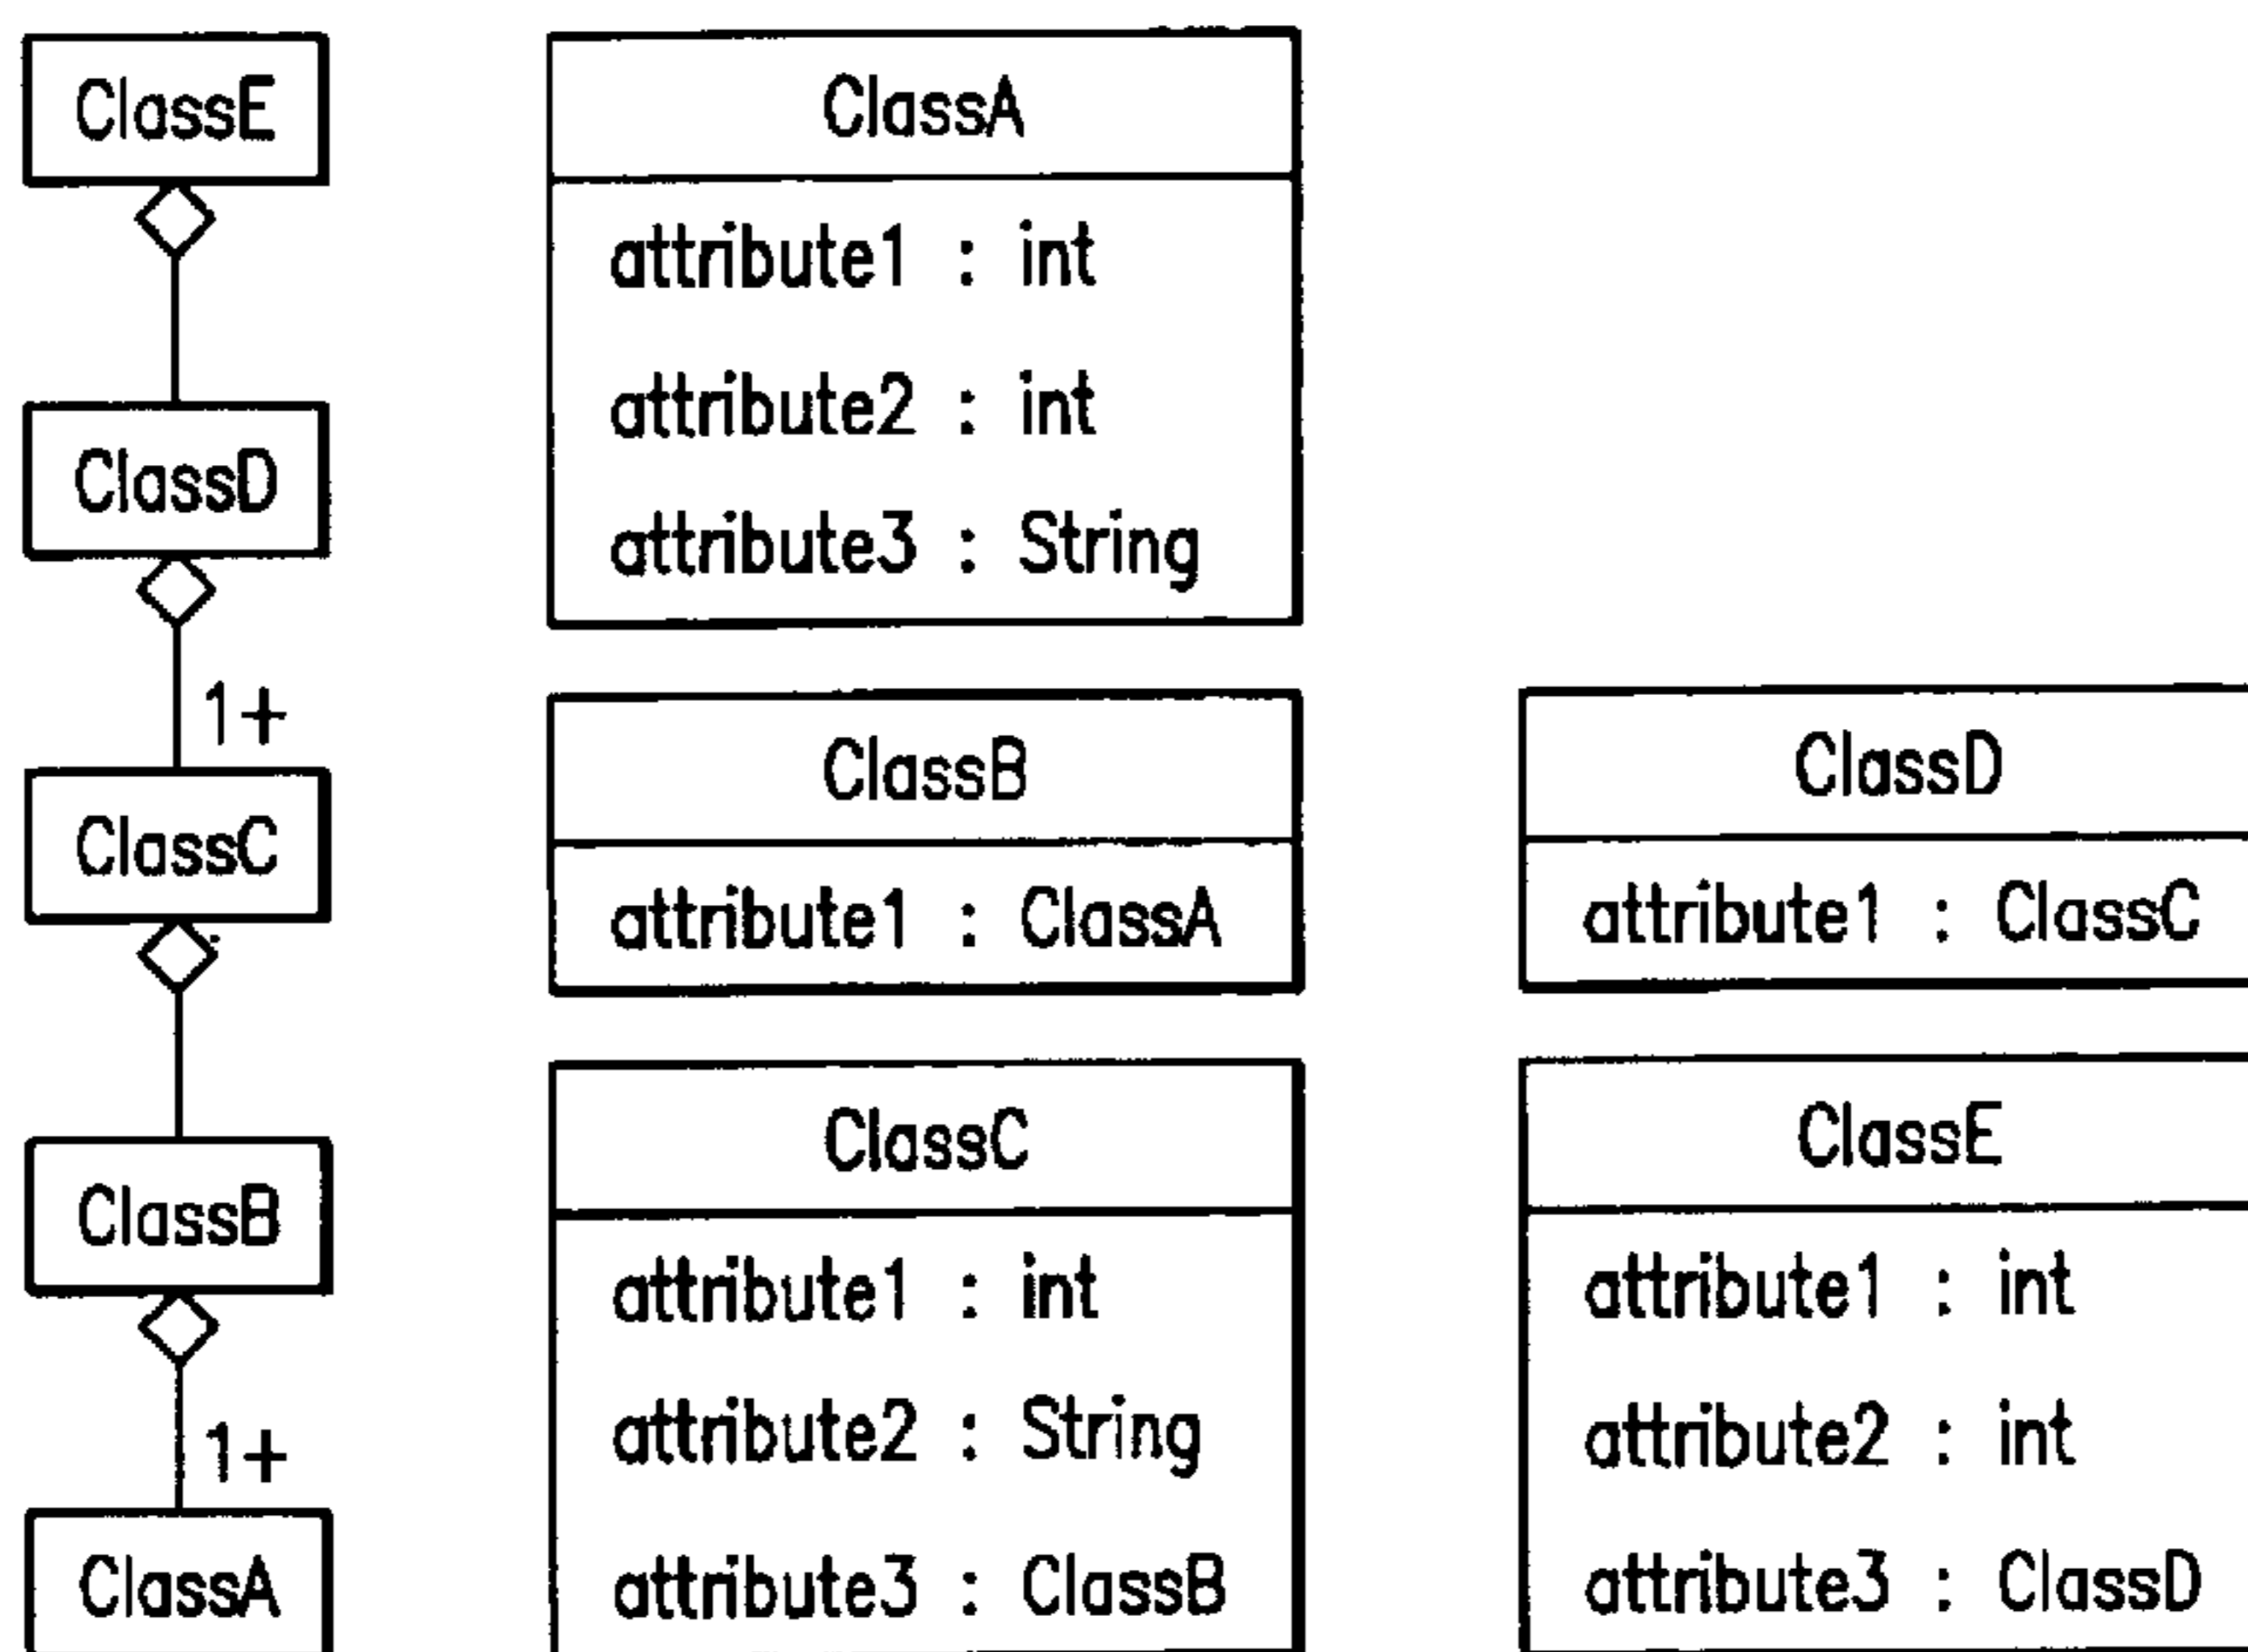 ClassE
ClassD
1+
ClassC
ClassB
1+
ClassA
ClassA
attribute1 : int
attribute2 : int
attribute3 : String
ClassB
attribute1 : ClassA
ClassC
attribute1 : int
attribute2 : String
attribute3 : ClassB
ClassD
attribute1 : ClassC
ClassE
attribute1 : int
attribute2 : int
attribute3 : ClassD